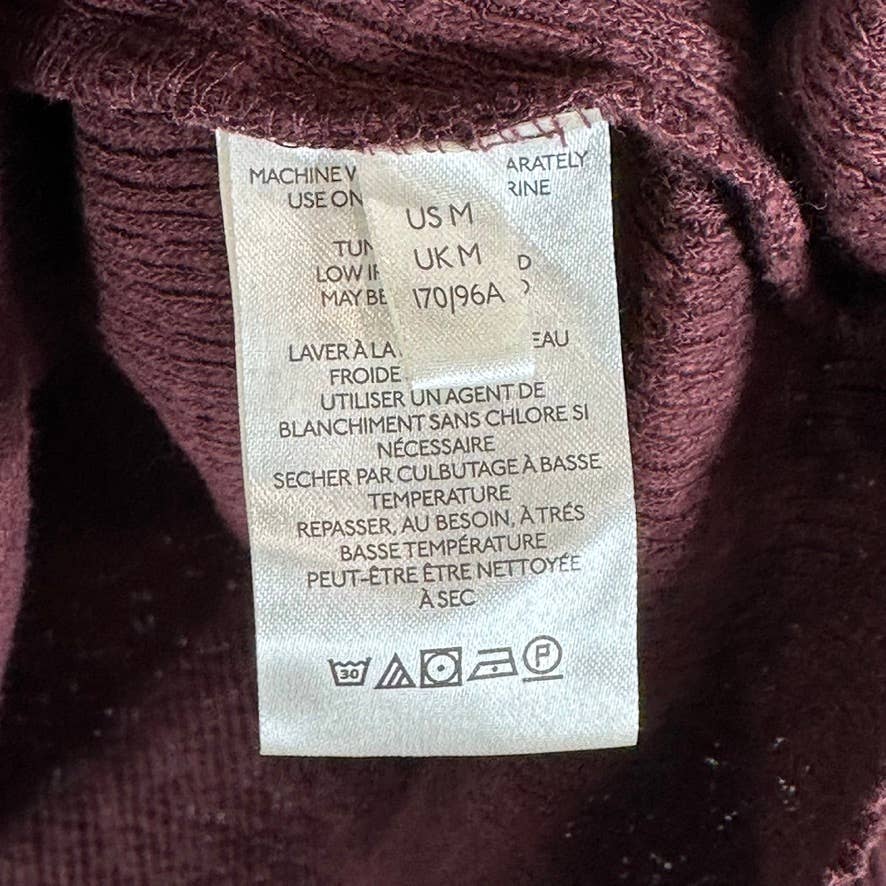 MACHINE ARATELY
USE ON RINE
US M
UK M
170|96A
TUN
LOW D
MAY BE
LAVER À LA EAU
FROIDE
UTILISER UN AGENT DE
BLANCHIMENT SANS CHLORE SI
NÉCESSAIRE
SECHER PAR CULBUTAGE À BASSE
TEMPERATURE
REPASSER, AU BESOIN, À TRÉS
BASSE TEMPÉRATURE
PEUT-ÊTRE ÊTRE NETTOYÉE
À SEC
30 P